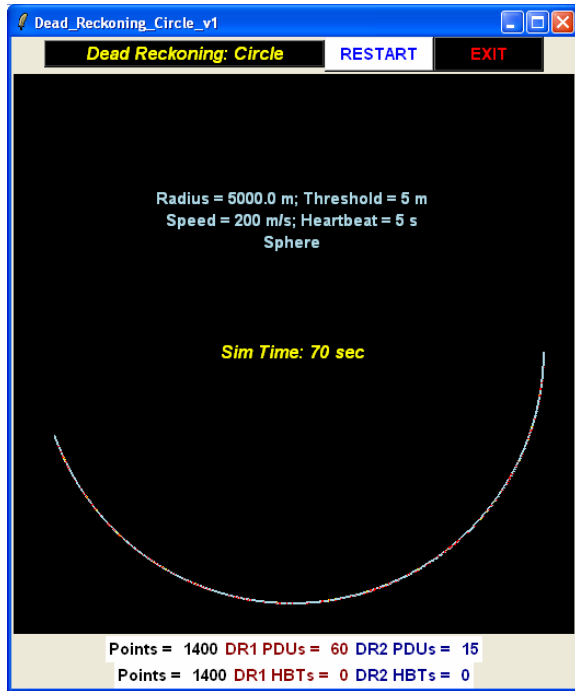 Dead_Reckoning_Circle_v1
Dead Reckoning: Circle RESTART EXIT
Radius = 5000.0 m; Threshold = 5 m
Speed = 200 m/s; Heartbeat = 5 s
Sphere
Sim Time: 70 sec
Points = 1400 DR1 PDUs = 60 DR2 PDUs = 15
Points = 1400 DR1 HBTs = 0 DR2 HBTs = 0